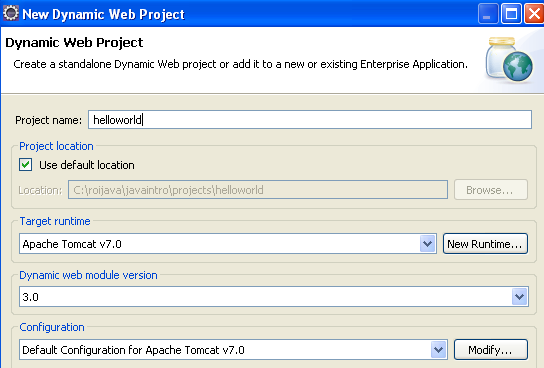 New Dynamic Web Project
Dynamic Web Project
Create a standalone Dynamic Web project or add it to a new or existing Enterprise Application.
Project name: helloworld
Project location
Use default location
Location: C:\roijava\javaintro\projects\helloworld Browse...
Target runtime
Apache Tomcat v7.0 New Runtime...
Dynamic web module version
3.0
Configuration
Default Configuration for Apache Tomcat v7.0 Modify...